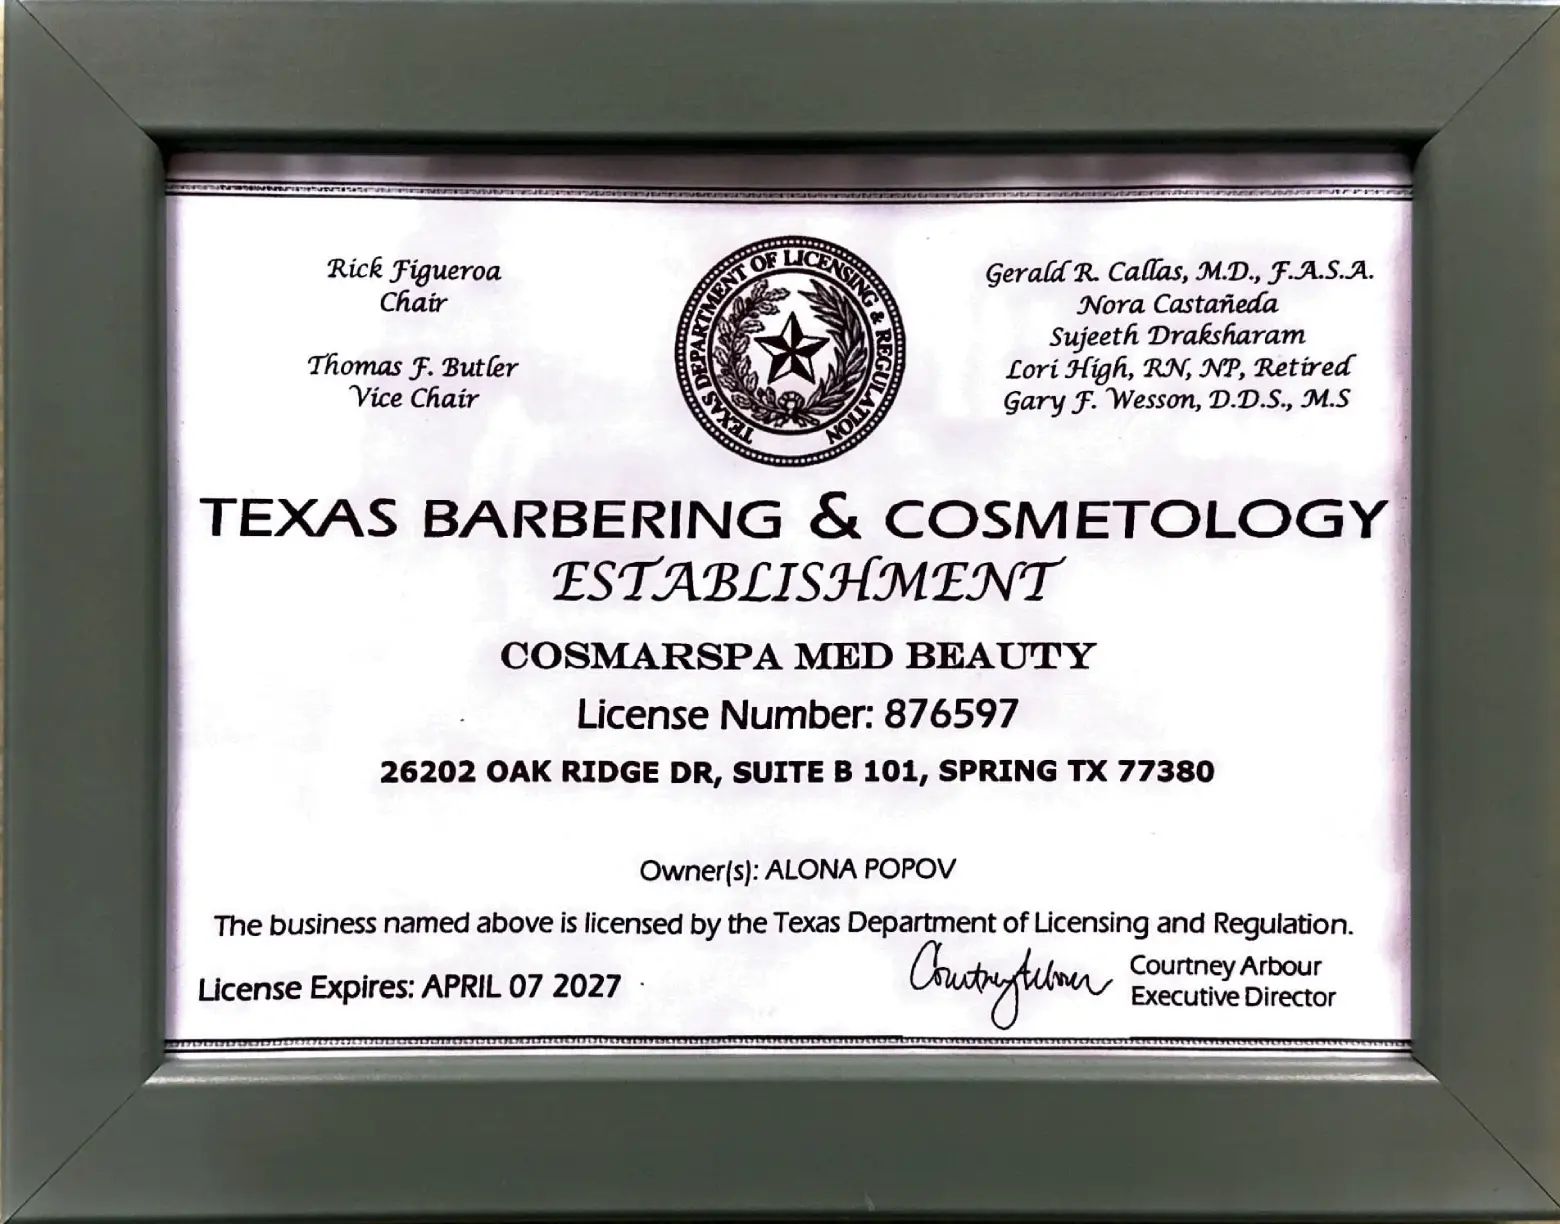 Rick Figueroa
Chair
Thomas F. Butler
Vice Chair
TEXAS DEPARTMENT OF LICENSING & REGULATION
Gerald R. Callas, M.D., F.A.S.A.
Nora Castañeda
Sujeeth Draksharam
Lori High, RN, NP, Retired
Gary F. Wesson, D.D.S., M.S
TEXAS BARBERING & COSMETOLOGY
ESTABLISHMENT
COSMARSPA MED BEAUTY
License Number: 876597
26202 OAK RIDGE DR, SUITE B 101, SPRING TX 77380
Owner(s): ALONA POPOV
The business named above is licensed by the Texas Department of Licensing and Regulation.
License Expires: APRIL 07 2027
Courtney Arbour
Courtney Arbour
Executive Director